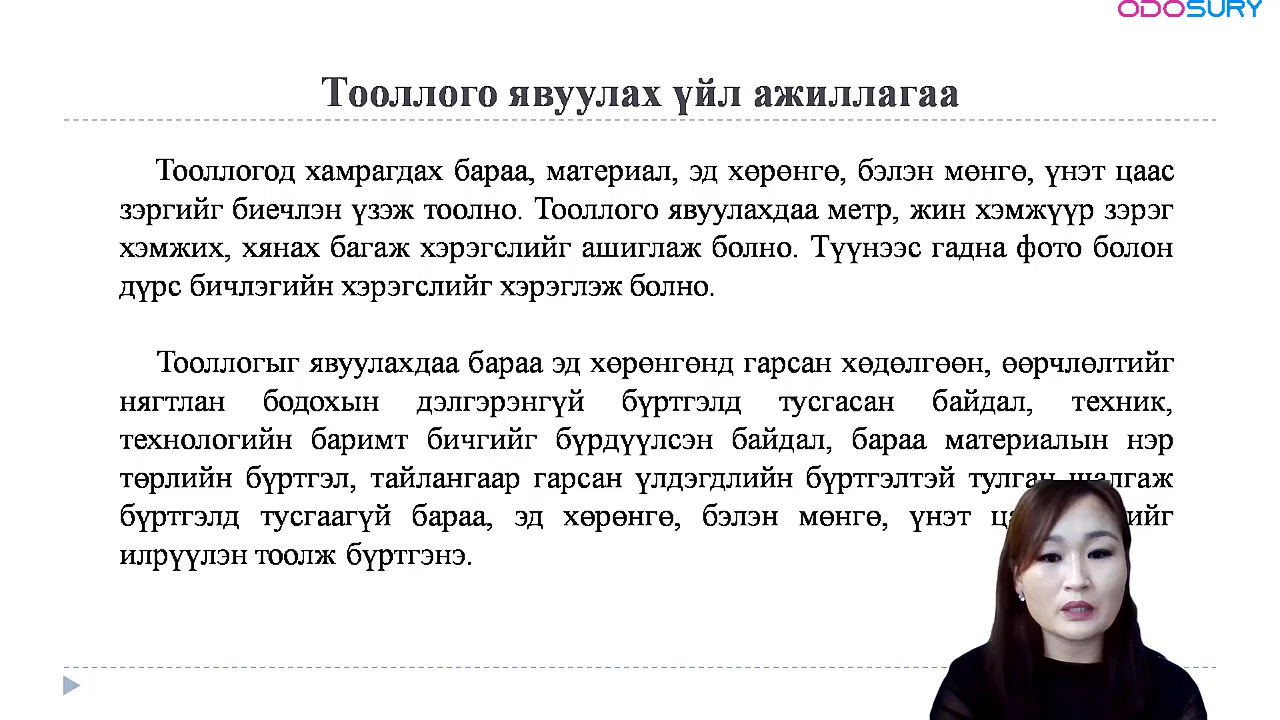 ODOSURY
Тооллого явуулах үйл ажиллагаа
Тооллогод хамрагдах бараа, материал, эд хөрөнгө, бэлэн мөнгө, үнэт цаас
зэргийг биечлэн үзэж тоолно. Тооллого явуулахдаа метр, жин хэмжүүр зэрэг
хэмжих, хянах багаж хэрэгслийг ашиглаж болно. Түүнээс гадна фото болон
дүрс бичлэгийн хэрэгслийг хэрэглэж болно.
Тооллогыг явуулахдаа бараа эд хөрөнгөнд гарсан хөдөлгөөн, өөрчлөлтийг
нягтлан бодохын дэлгэрэнгүй бүртгэлд тусгасан байдал, техник,
технологийн баримт бичгийг бүрдүүлсэн байдал, бараа материалын нэр
төрлийн бүртгэл, тайлангаар гарсан үлдэгдлийн бүртгэлтэй тулган шалгаж
бүртгэлд тусгаагүй бараа, эд хөрөнгө, бэлэн мөнгө, үнэт
илрүүлэн тоолж бүртгэнэ.